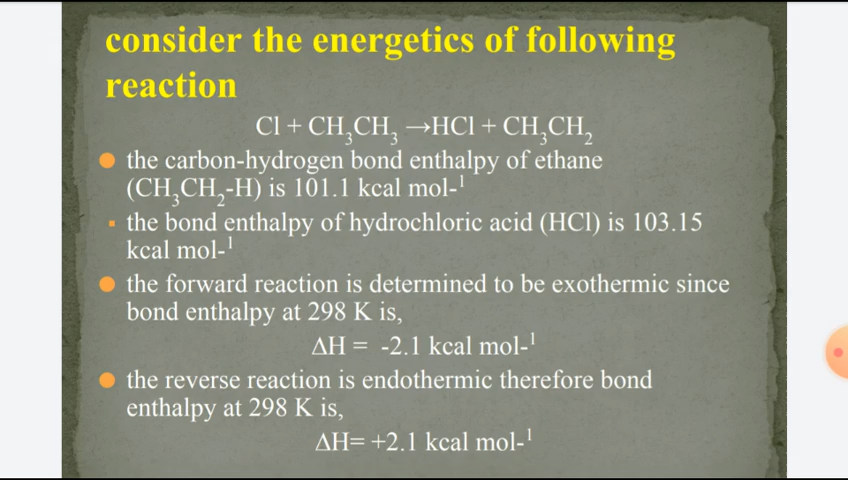 consider the energetics of following
reaction
Cl + CH₃CH₃ →HCl + CH₃CH₂
● the carbon-hydrogen bond enthalpy of ethane
(CH₃CH₂-H) is 101.1 kcal mol-¹
▪ the bond enthalpy of hydrochloric acid (HCl) is 103.15
kcal mol-¹
● the forward reaction is determined to be exothermic since
bond enthalpy at 298 K is,
ΔH = -2.1 kcal mol-¹
● the reverse reaction is endothermic therefore bond
enthalpy at 298 K is,
ΔH= +2.1 kcal mol-¹